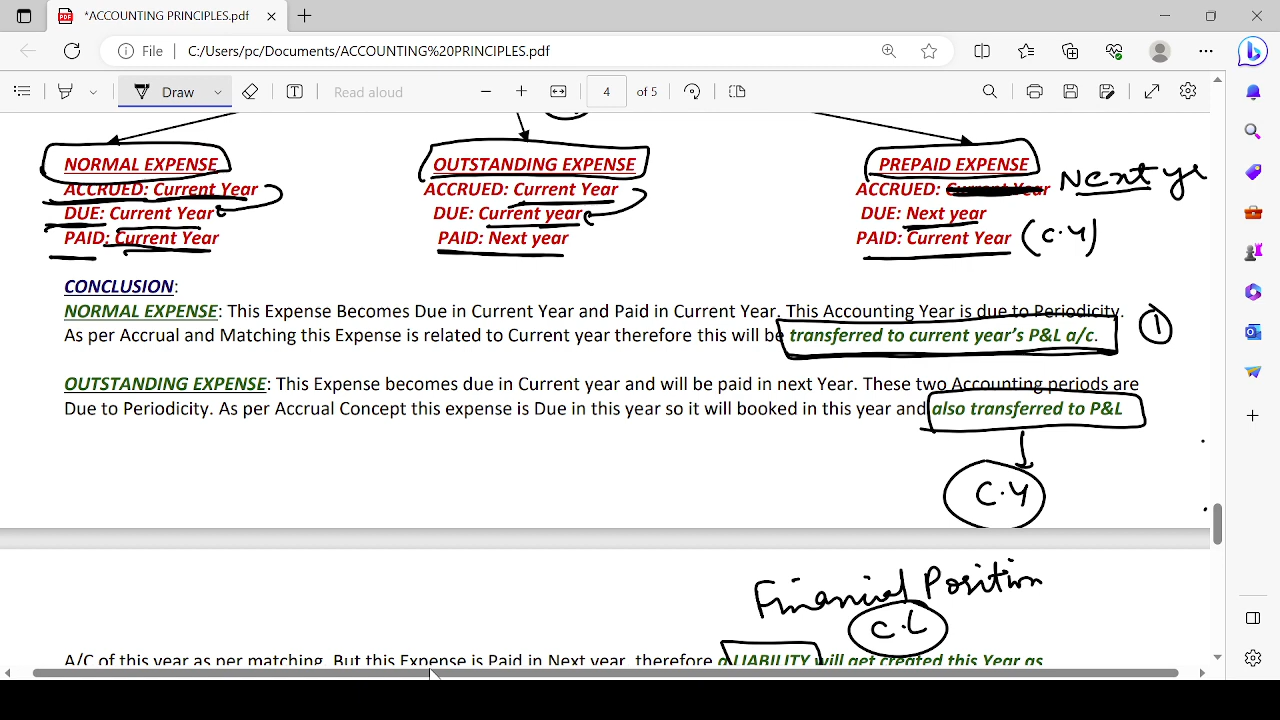 *ACCOUNTING PRINCIPLES.pdf
File C:/Users/pc/Documents/ACCOUNTING%20PRINCIPLES.pdf
Draw Read aloud 4 of 5
NORMAL EXPENSE OUTSTANDING EXPENSE PREPAID EXPENSE
ACCRUED: Current Year ACCRUED: Current Year ACCRUED: Next ye
DUE: Current Year DUE: Current year DUE: Next year
PAID: Current Year PAID: Next year PAID: Current Year (C.Y)
CONCLUSION:
NORMAL EXPENSE: This Expense Becomes Due in Current Year and Paid in Current Year. This Accounting Year is due to Periodicity.
As per Accrual and Matching this Expense is related to Current year therefore this will be transferred to current year's P&L a/c. 1
OUTSTANDING EXPENSE: This Expense becomes due in Current year and will be paid in next Year. These two Accounting periods are
Due to Periodicity. As per Accrual Concept this expense is Due in this year so it will booked in this year and also transferred to P&L
C.Y
Financial Position
C.L
A/C of this year as per matching. But this Expense is Paid in Next year, therefore a LIABILITY will get created this Year as